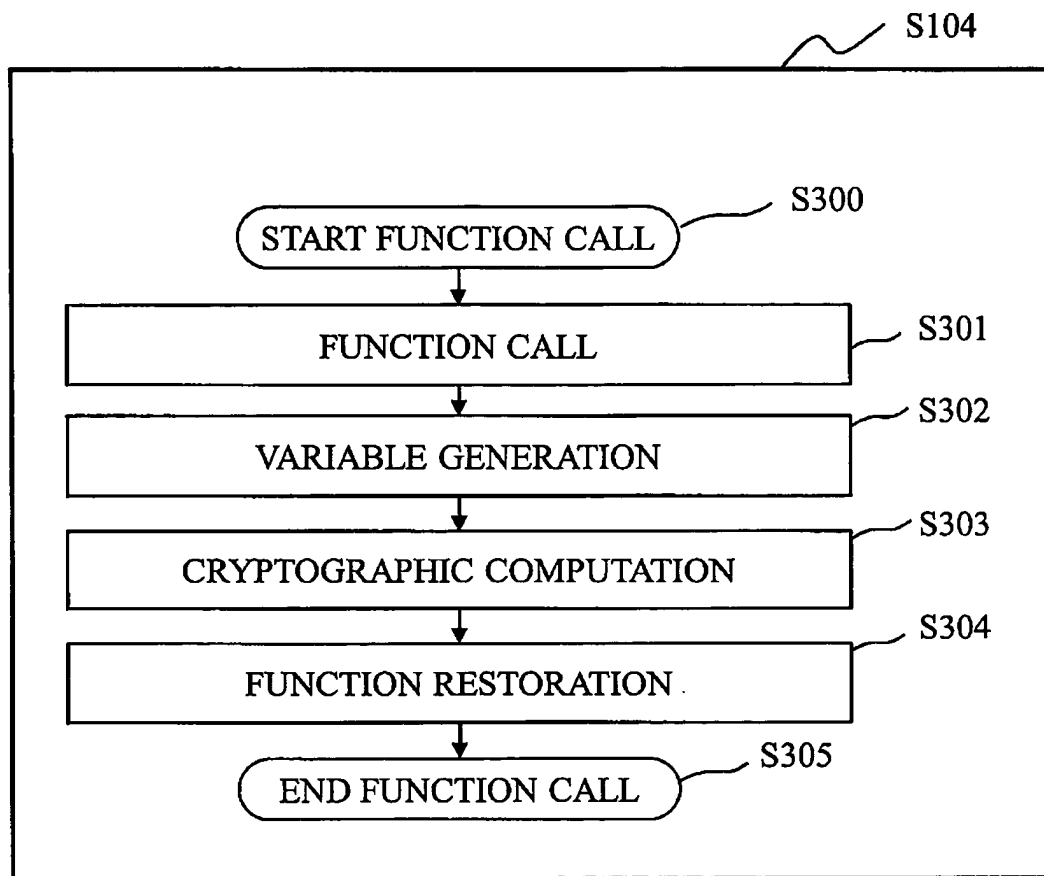 S104
S300
START FUNCTION CALL
S301
FUNCTION CALL
S302
VARIABLE GENERATION
S303
CRYPTOGRAPHIC COMPUTATION
S304
FUNCTION RESTORATION
S305
END FUNCTION CALL